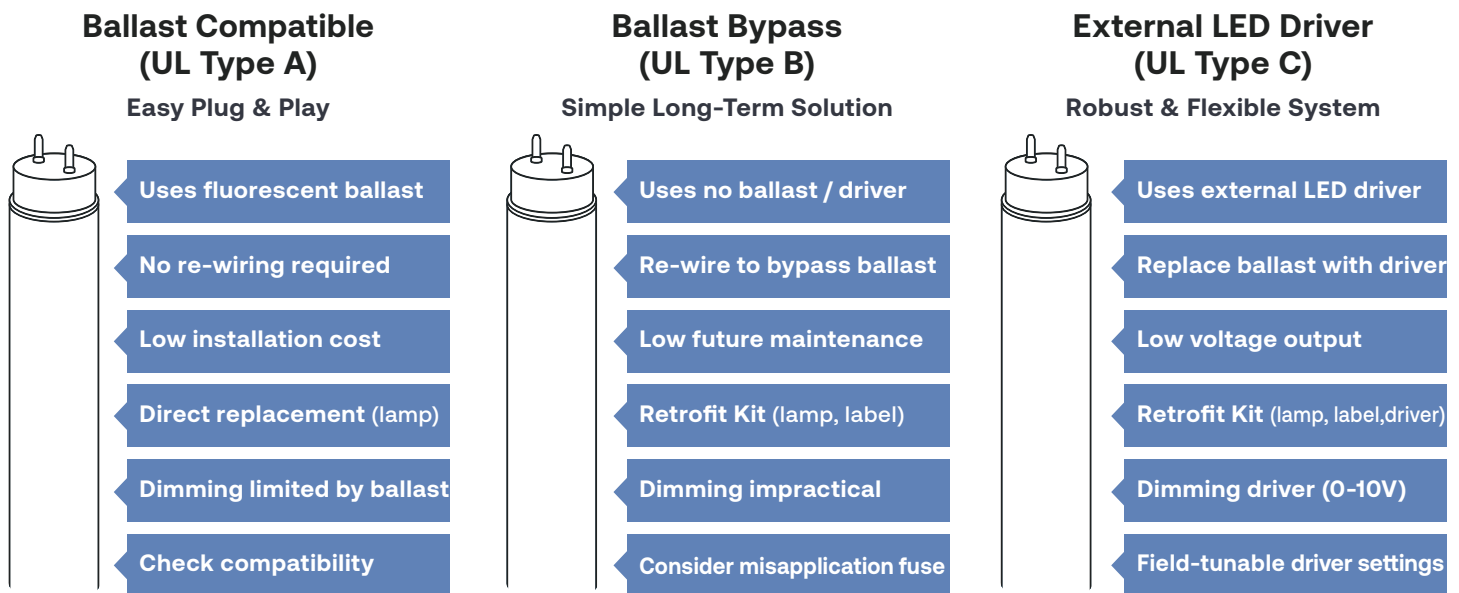 Ballast Compatible
(UL Type A)
Easy Plug & Play
Uses fluorescent ballast
No re-wiring required
Low installation cost
Direct replacement (lamp)
Dimming limited by ballast
Check compatibility
Ballast Bypass
(UL Type B)
Simple Long-Term Solution
Uses no ballast / driver
Re-wire to bypass ballast
Low future maintenance
Retrofit Kit (lamp, label)
Dimming impractical
Consider misapplication fuse
External LED Driver
(UL Type C)
Robust & Flexible System
Uses external LED driver
Replace ballast with driver
Low voltage output
Retrofit Kit (lamp, label,driver)
Dimming driver (0-10V)
Field-tunable driver settings